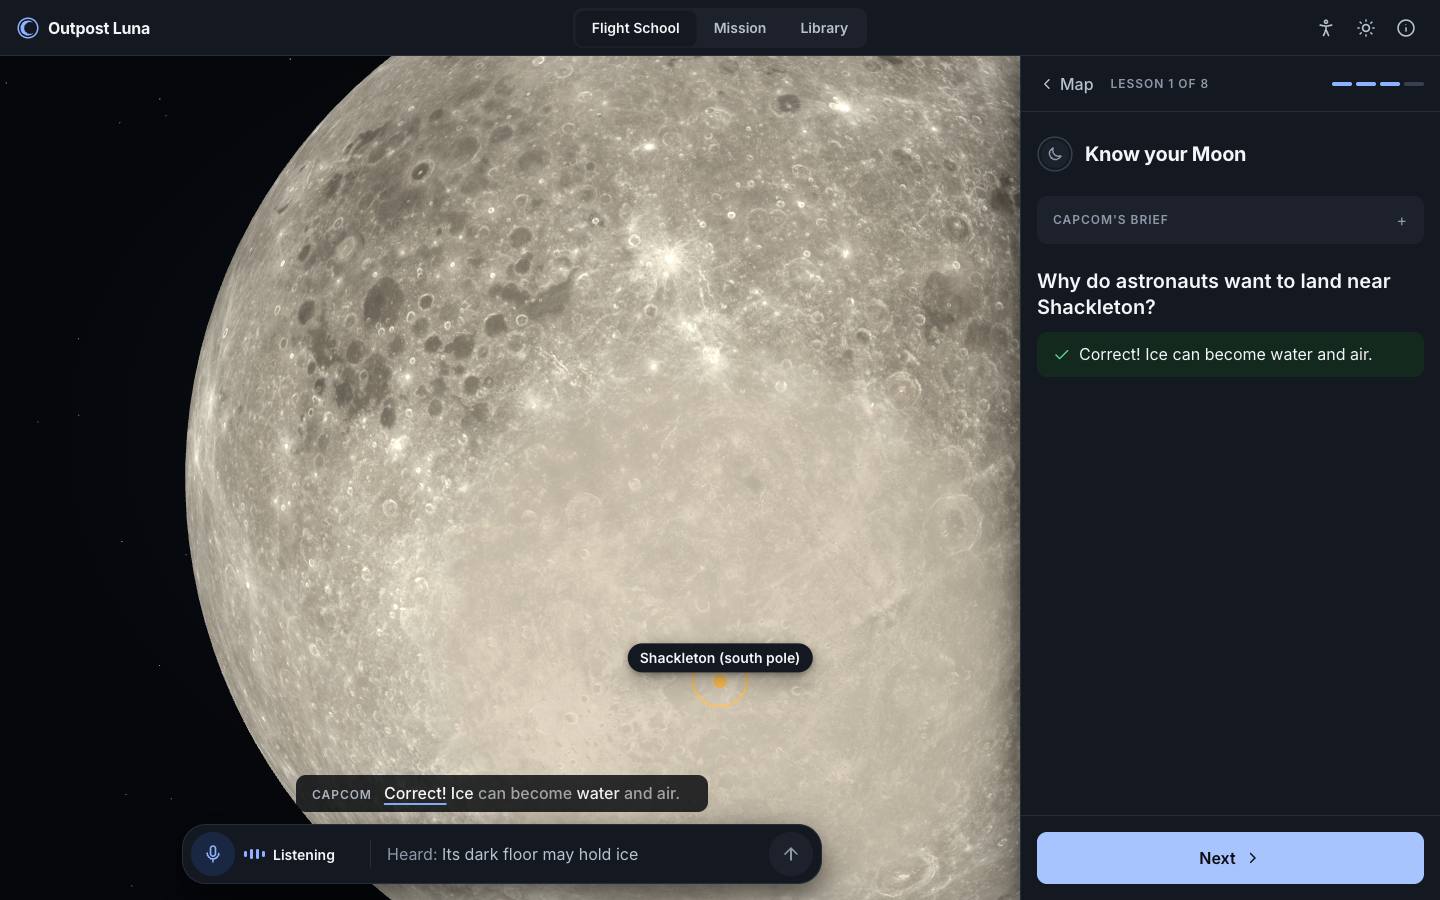 Outpost Luna
Flight School
Mission
Library
Map
LESSON 1 OF 8
Know your Moon
CAPCOM'S BRIEF
+
Why do astronauts want to land near
Shackleton?
Correct! Ice can become water and air.
Shackleton (south pole)
CAPCOM Correct! Ice can become water and air.
Listening
Heard: Its dark floor may hold ice
Next